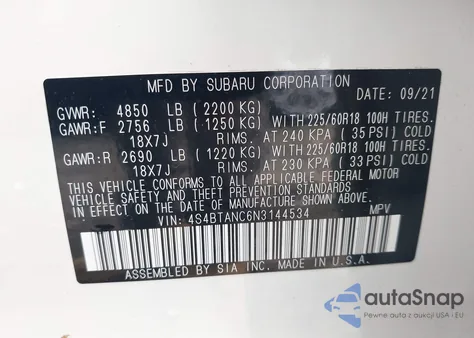 MFD BY SUBARU CORPORATION
DATE: 09/21
GVWR: 4850 LB (2200 KG)
GAWR:F 2756 LB (1250 KG) WITH 225/60R18 100H TIRES.
18X7J RIMS. AT 240 KPA (35 PSI) COLD
GAWR:R 2690 LB (1220 KG) WITH 225/60R18 100H TIRES.
18X7J RIMS. AT 230 KPA (33 PSI) COLD
THIS VEHICLE CONFORMS TO ALL APPLICABLE FEDERAL MOTOR
VEHICLE SAFETY AND THEFT PREVENTION STANDARDS IN EFFECT
ON THE DATE OF MANUFACTURE SHOWN ABOVE.
VIN: 4S4BTANC6N3144534 MPV
ASSEMBLED BY SIA INC. MADE IN U.S.A.
autoSnap
Pewne auta z aukcji USA i EU